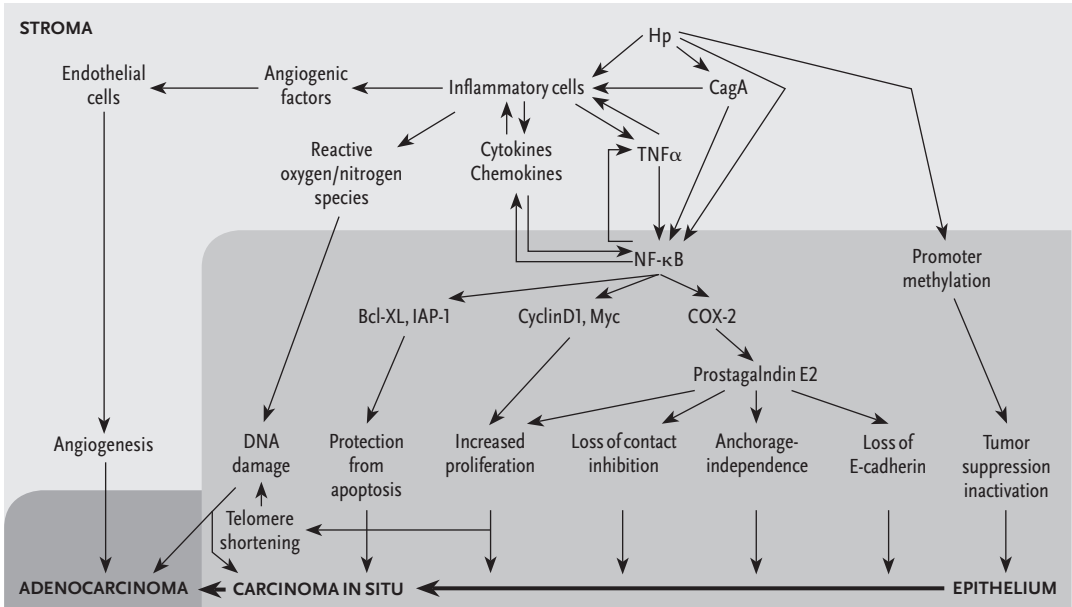 STROMA
Hp
Endothelial
cells
Angiogenic
factors
Inflammatory cells
CagA
Reactive
oxygen/nitrogen
species
Cytokines
Chemokines
TNFα
NF-κB
Promoter
methylation
Bcl-XL, IAP-1
CyclinD1, Myc
COX-2
Prostagalndin E2
Angiogenesis
DNA
damage
Protection
from
apoptosis
Increased
proliferation
Loss of contact
inhibition
Anchorage-
independence
Loss of
E-cadherin
Tumor
suppression
inactivation
Telomere
shortening
ADENOCARCINOMA
CARCINOMA IN SITU
EPITHELIUM